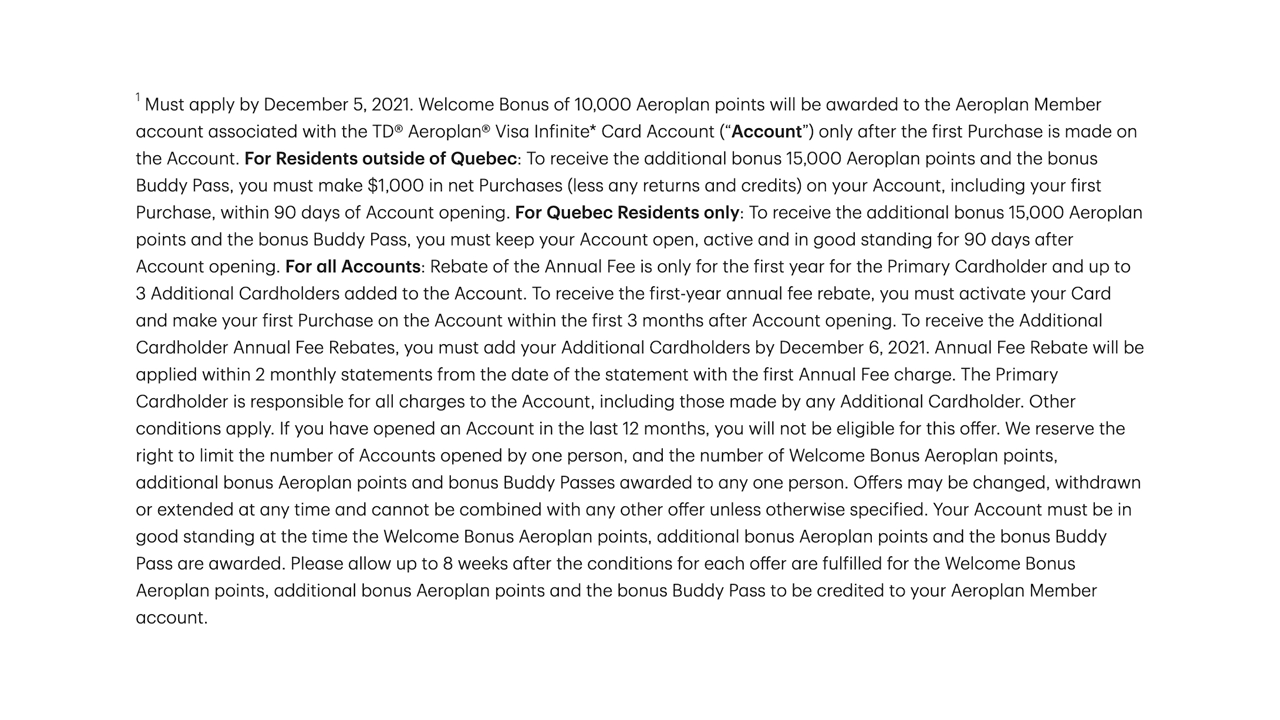 1 Must apply by December 5, 2021. Welcome Bonus of 10,000 Aeroplan points will be awarded to the Aeroplan Member
account associated with the TD® Aeroplan® Visa Infinite* Card Account (“Account”) only after the first Purchase is made on
the Account. For Residents outside of Quebec: To receive the additional bonus 15,000 Aeroplan points and the bonus
Buddy Pass, you must make $1,000 in net Purchases (less any returns and credits) on your Account, including your first
Purchase, within 90 days of Account opening. For Quebec Residents only: To receive the additional bonus 15,000 Aeroplan
points and the bonus Buddy Pass, you must keep your Account open, active and in good standing for 90 days after
Account opening. For all Accounts: Rebate of the Annual Fee is only for the first year for the Primary Cardholder and up to
3 Additional Cardholders added to the Account. To receive the first-year annual fee rebate, you must activate your Card
and make your first Purchase on the Account within the first 3 months after Account opening. To receive the Additional
Cardholder Annual Fee Rebates, you must add your Additional Cardholders by December 6, 2021. Annual Fee Rebate will be
applied within 2 monthly statements from the date of the statement with the first Annual Fee charge. The Primary
Cardholder is responsible for all charges to the Account, including those made by any Additional Cardholder. Other
conditions apply. If you have opened an Account in the last 12 months, you will not be eligible for this offer. We reserve the
right to limit the number of Accounts opened by one person, and the number of Welcome Bonus Aeroplan points,
additional bonus Aeroplan points and bonus Buddy Passes awarded to any one person. Offers may be changed, withdrawn
or extended at any time and cannot be combined with any other offer unless otherwise specified. Your Account must be in
good standing at the time the Welcome Bonus Aeroplan points, additional bonus Aeroplan points and the bonus Buddy
Pass are awarded. Please allow up to 8 weeks after the conditions for each offer are fulfilled for the Welcome Bonus
Aeroplan points, additional bonus Aeroplan points and the bonus Buddy Pass to be credited to your Aeroplan Member
account.